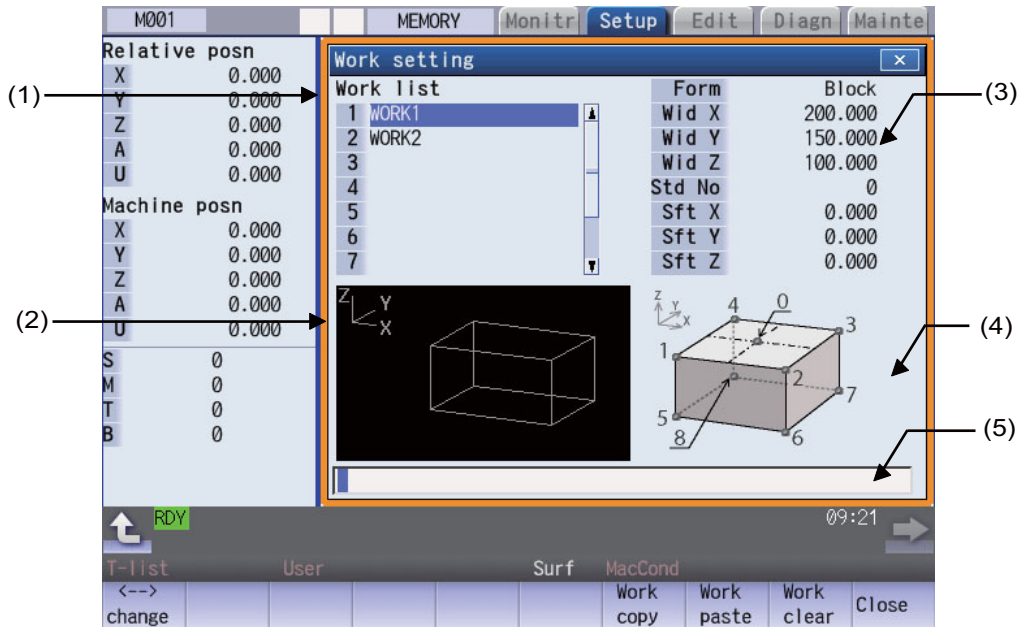 M001 MEMORY Monitr Setup Edit Diagn Mainte
Relative posn
X 0.000
Y 0.000
Z 0.000
A 0.000
U 0.000
Machine posn
X 0.000
Y 0.000
Z 0.000
A 0.000
U 0.000
S 0
M 0
T 0
B 0
(1)
(2)
Work setting
Work list
1 WORK1
2 WORK2
3
4
5
6
7
Form Block
Wid X 200.000
Wid Y 150.000
Wid Z 100.000
Std No 0
Sft X 0.000
Sft Y 0.000
Sft Z 0.000
(3)
Z Y
X
Z Y X
4 0 3
1 2
7
5
8 6
(4)
(5)
RDY 09:21
T-list User Surf MacCond
<--> change
Work copy
Work paste
Work clear
Close